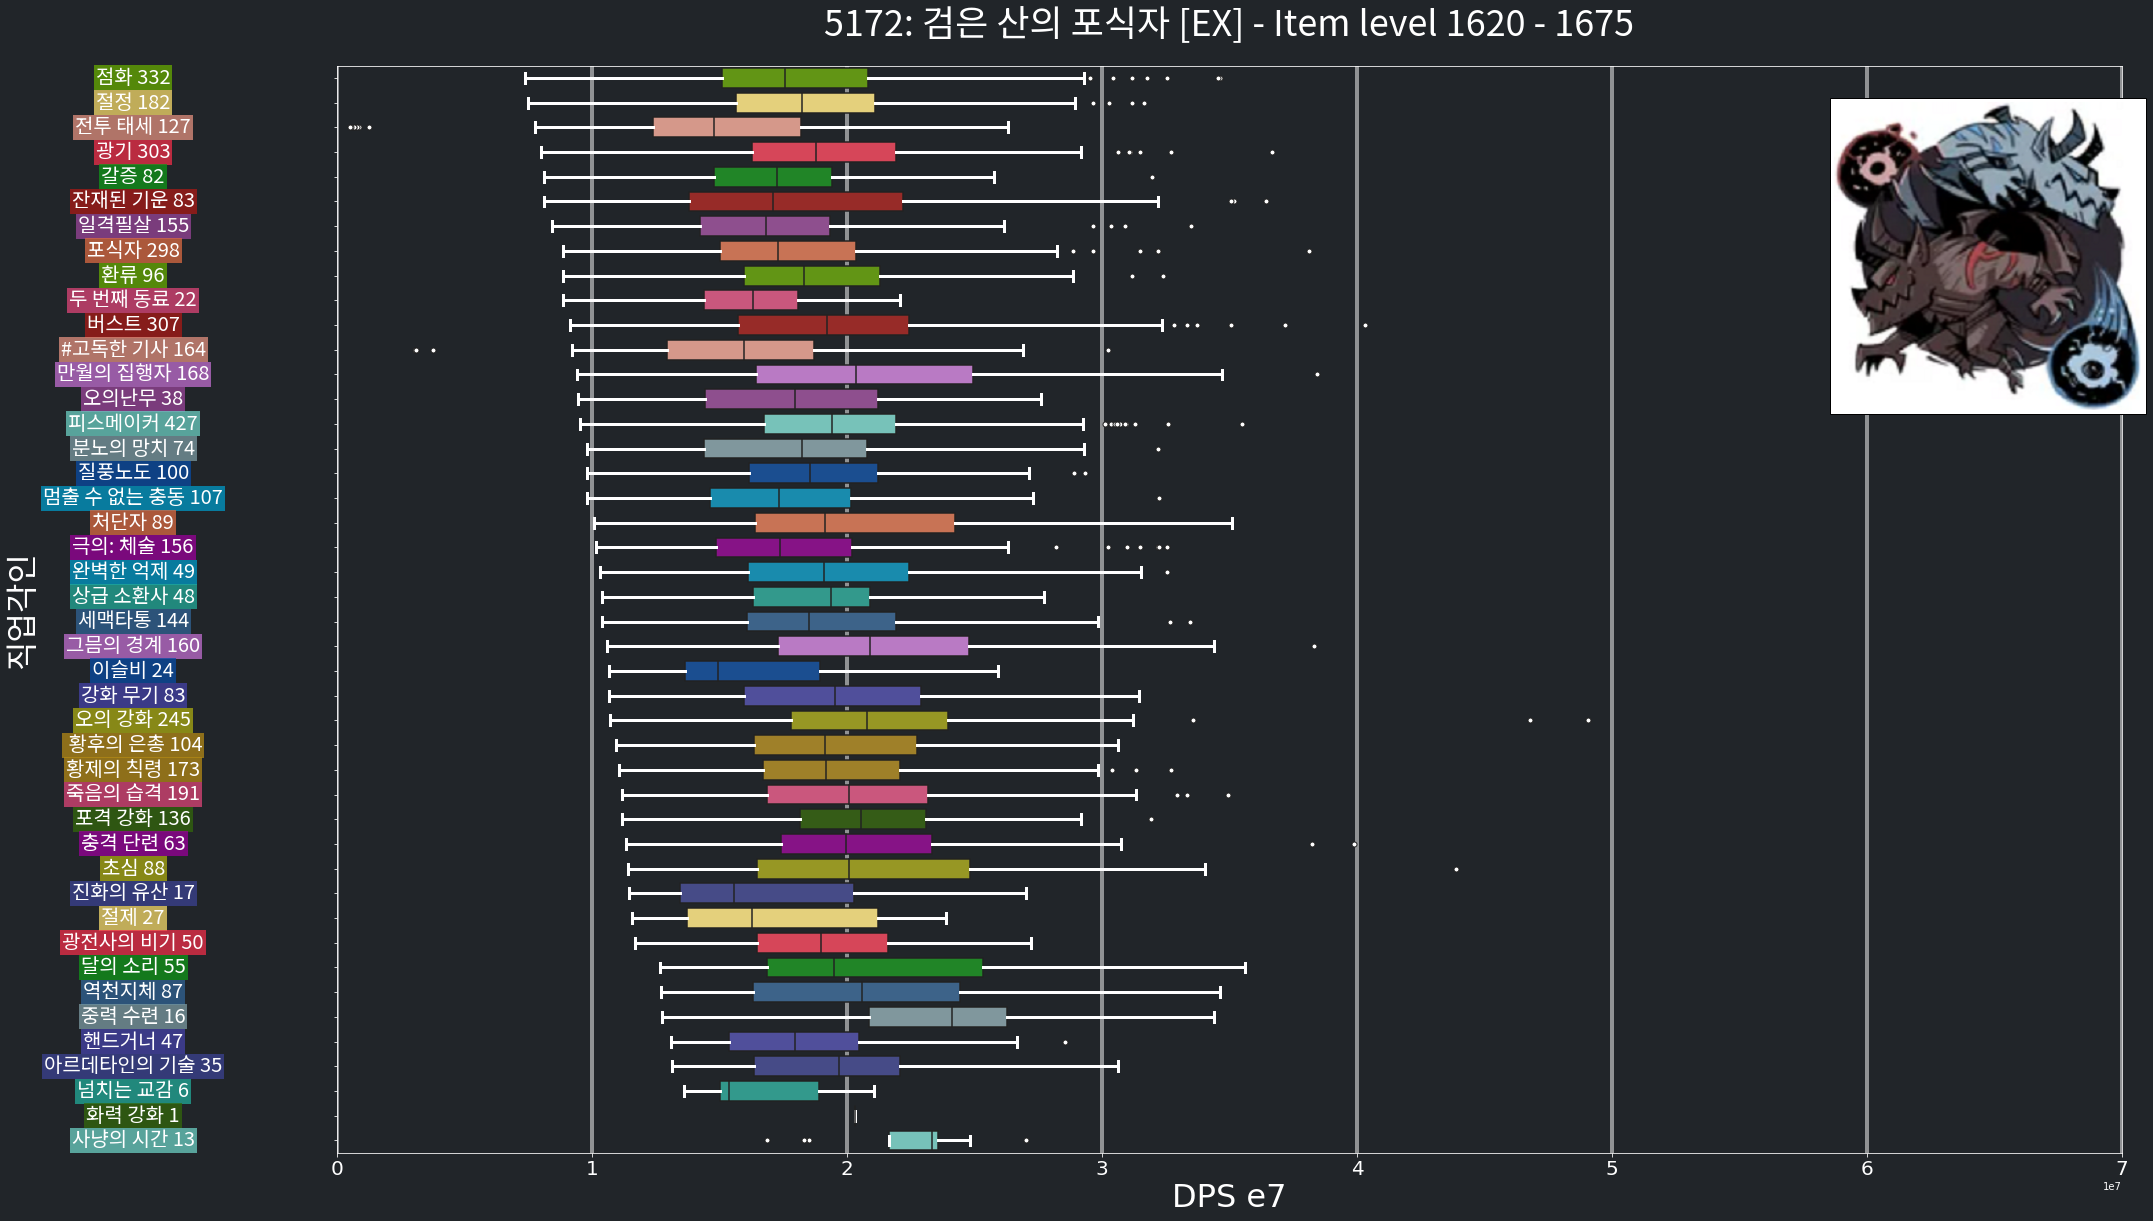 5172: 검은 산의 포식자 [EX] - Item level 1620 - 1675
점화 332
절정 182
전투 태세 127
광기 303
갈증 82
잔재된 기운 83
일격필살 155
포식자 298
환류 96
두 번째 동료 22
버스트 307
#고독한 기사 164
만월의 집행자 168
오의난무 38
피스메이커 427
분노의 망치 74
질풍노도 100
멈출 수 없는 충동 107
처단자 89
극의: 체술 156
완벽한 억제 49
상급 소환사 48
세맥타통 144
그믐의 경계 160
이슬비 24
강화 무기 83
오의 강화 245
황후의 은총 104
황제의 칙령 173
죽음의 습격 191
포격 강화 136
충격 단련 63
초심 88
진화의 유산 17
절제 27
광전사의 비기 50
달의 소리 55
역천지체 87
중력 수련 16
핸드거너 47
아르데타인의 기술 35
넘치는 교감 6
화력 강화 1
사냥의 시간 13
직업각인
0 1 2 3 4 5 6 7
1e7
DPS e7